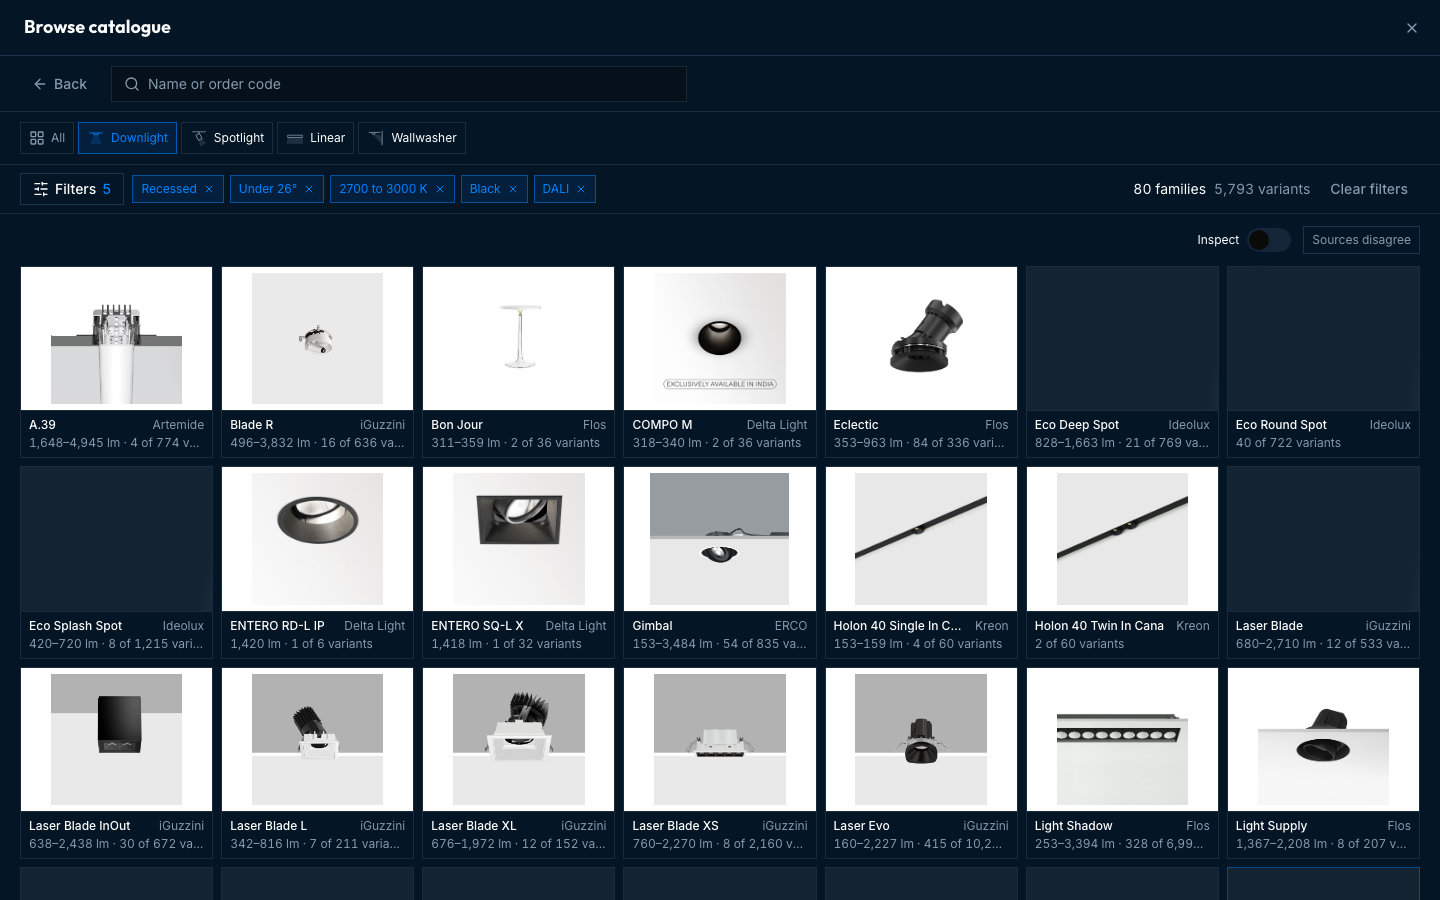 Browse catalogue
Back
Name or order code
All
Downlight
Spotlight
Linear
Wallwasher
Filters 5
Recessed
Under 26°
2700 to 3000 K
Black
DALI
80 families 5,793 variants
Clear filters
Inspect
Sources disagree
EXCLUSIVELY AVAILABLE IN INDIA
A.39 Artemide
1,648–4,945 lm · 4 of 774 v...
Blade R iGuzzini
496–3,832 lm · 16 of 636 va...
Bon Jour Flos
311–359 lm · 2 of 36 variants
COMPO M Delta Light
318–340 lm · 2 of 36 variants
Eclectic Flos
353–963 lm · 84 of 336 vari...
Eco Deep Spot Ideolux
828–1,663 lm · 21 of 769 va...
Eco Round Spot Ideolux
40 of 722 variants
Eco Splash Spot Ideolux
420–720 lm · 8 of 1,215 vari...
ENTERO RD-L IP Delta Light
1,420 lm · 1 of 6 variants
ENTERO SQ-L X Delta Light
1,418 lm · 1 of 32 variants
Gimbal ERCO
153–3,484 lm · 54 of 835 va...
Holon 40 Single In C... Kreon
153–159 lm · 4 of 60 variants
Holon 40 Twin In Cana Kreon
2 of 60 variants
Laser Blade iGuzzini
680–2,710 lm · 12 of 533 va...
Laser Blade InOut iGuzzini
638–2,438 lm · 30 of 672 va...
Laser Blade L iGuzzini
342–816 lm · 7 of 211 varia...
Laser Blade XL iGuzzini
676–1,972 lm · 12 of 152 va...
Laser Blade XS iGuzzini
760–2,270 lm · 8 of 2,160 v...
Laser Evo iGuzzini
160–2,227 lm · 415 of 10,2...
Light Shadow Flos
253–3,394 lm · 328 of 6,99...
Light Supply Flos
1,367–2,208 lm · 8 of 207 v...